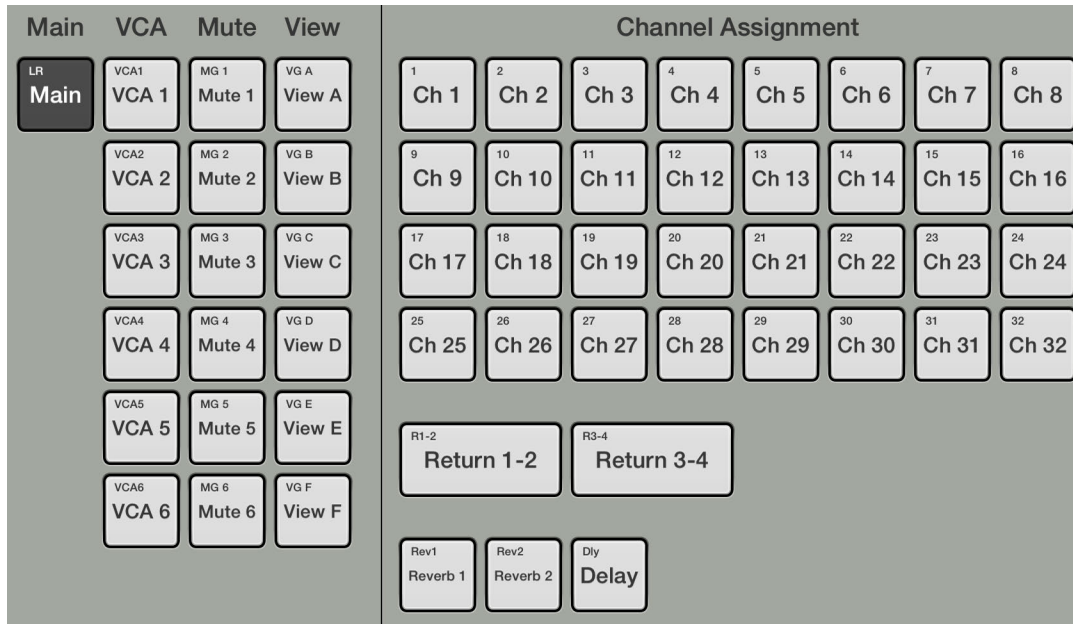 Main VCA Mute View Channel Assignment
LR VCA1 MG 1 VG A 1 2 3 4 5 6 7 8
Main VCA 1 Mute 1 View A Ch 1 Ch 2 Ch 3 Ch 4 Ch 5 Ch 6 Ch 7 Ch 8
VCA2 MG 2 VG B 9 10 11 12 13 14 15 16
VCA 2 Mute 2 View B Ch 9 Ch 10 Ch 11 Ch 12 Ch 13 Ch 14 Ch 15 Ch 16
VCA3 MG 3 VG C 17 18 19 20 21 22 23 24
VCA 3 Mute 3 View C Ch 17 Ch 18 Ch 19 Ch 20 Ch 21 Ch 22 Ch 23 Ch 24
VCA4 MG 4 VG D 25 26 27 28 29 30 31 32
VCA 4 Mute 4 View D Ch 25 Ch 26 Ch 27 Ch 28 Ch 29 Ch 30 Ch 31 Ch 32
VCA5 MG 5 VG E
VCA 5 Mute 5 View E
R1-2 R3-4
Return 1-2 Return 3-4
VCA6 MG 6 VG F
VCA 6 Mute 6 View F
Rev1 Rev2 Dly
Reverb 1 Reverb 2 Delay